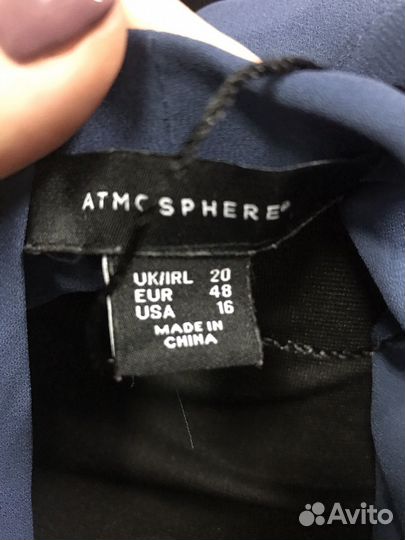 ATMOSPHERE®
UK/IRL 20
EUR 48
USA 16
MADE IN
CHINA
Avito